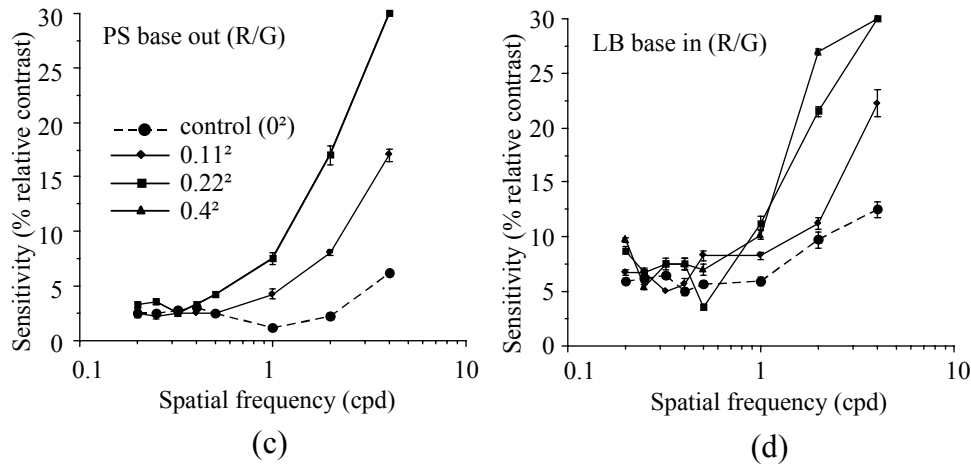 PS base out (R/G)
Sensitivity (% relative contrast)
30
25
20
15
10
5
0
control (0²)
0.11²
0.22²
0.4²
0.1
1
10
Spatial frequency (cpd)
(c)
LB base in (R/G)
Sensitivity (% relative contrast)
30
25
20
15
10
5
0
0.1
1
10
Spatial frequency (cpd)
(d)